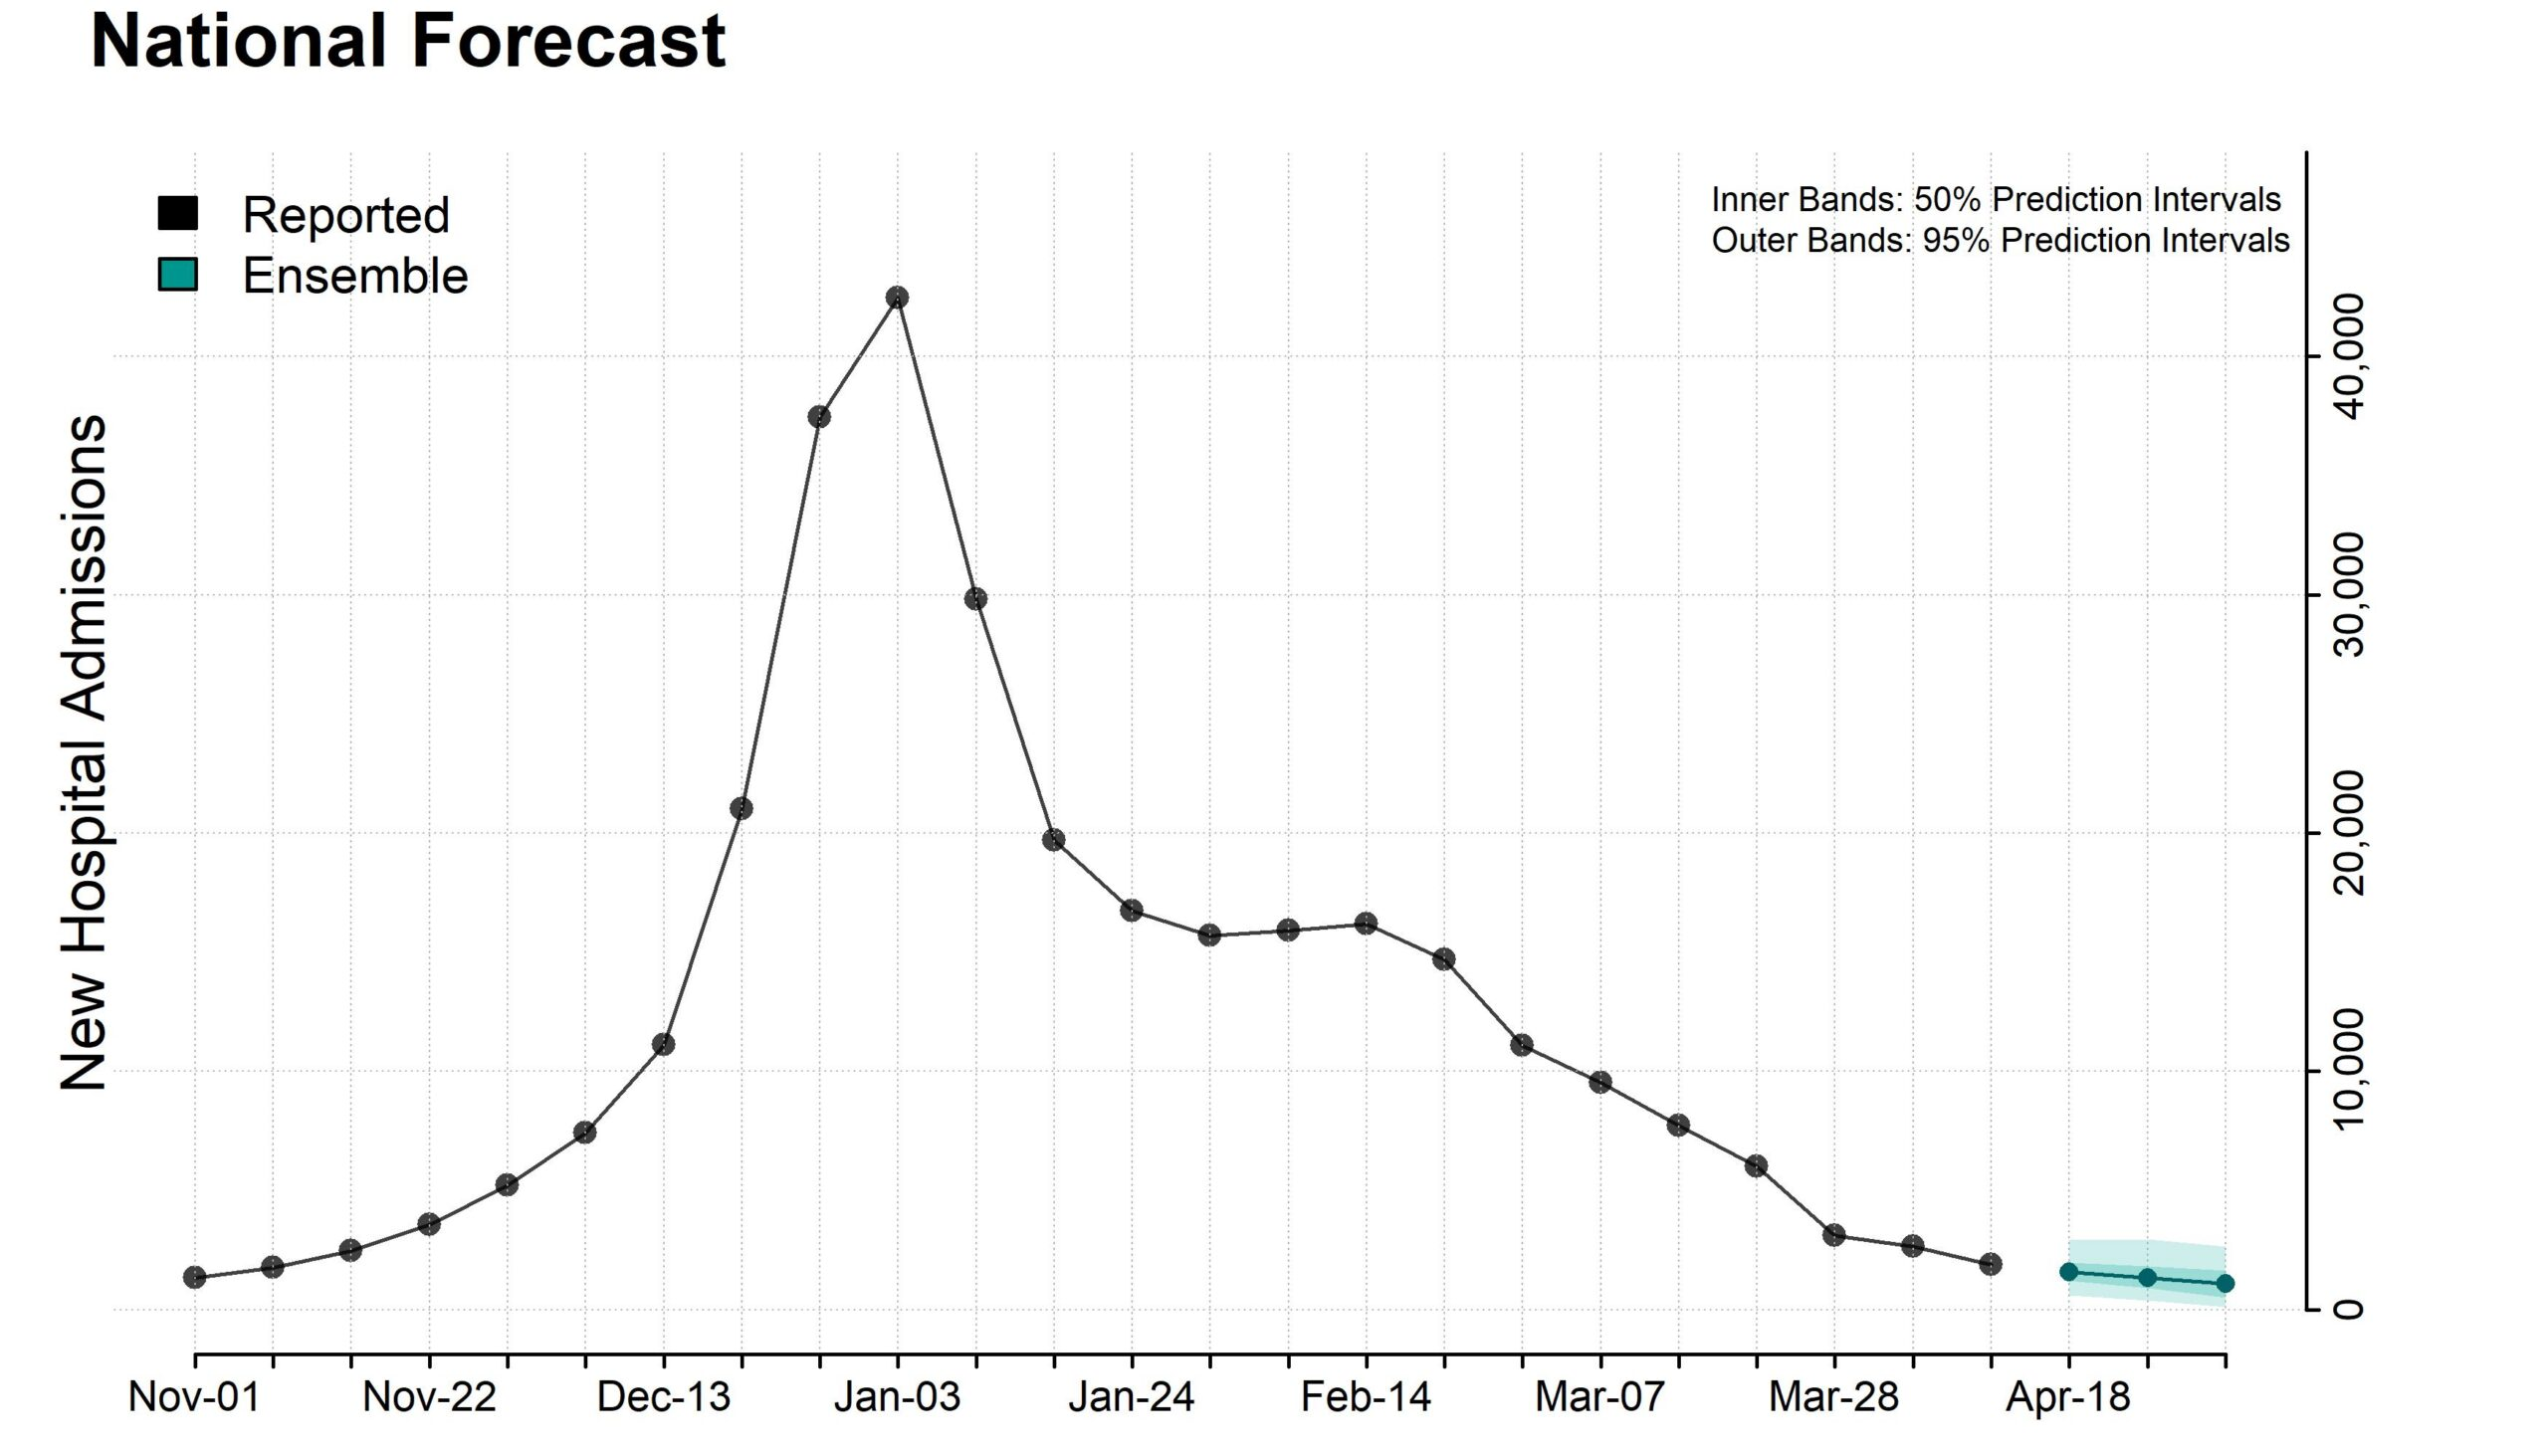 National Forecast
Reported
Ensemble
Inner Bands: 50% Prediction Intervals
Outer Bands: 95% Prediction Intervals
New Hospital Admissions
40,000
30,000
20,000
10,000
0
Nov-01 Nov-22 Dec-13 Jan-03 Jan-24 Feb-14 Mar-07 Mar-28 Apr-18